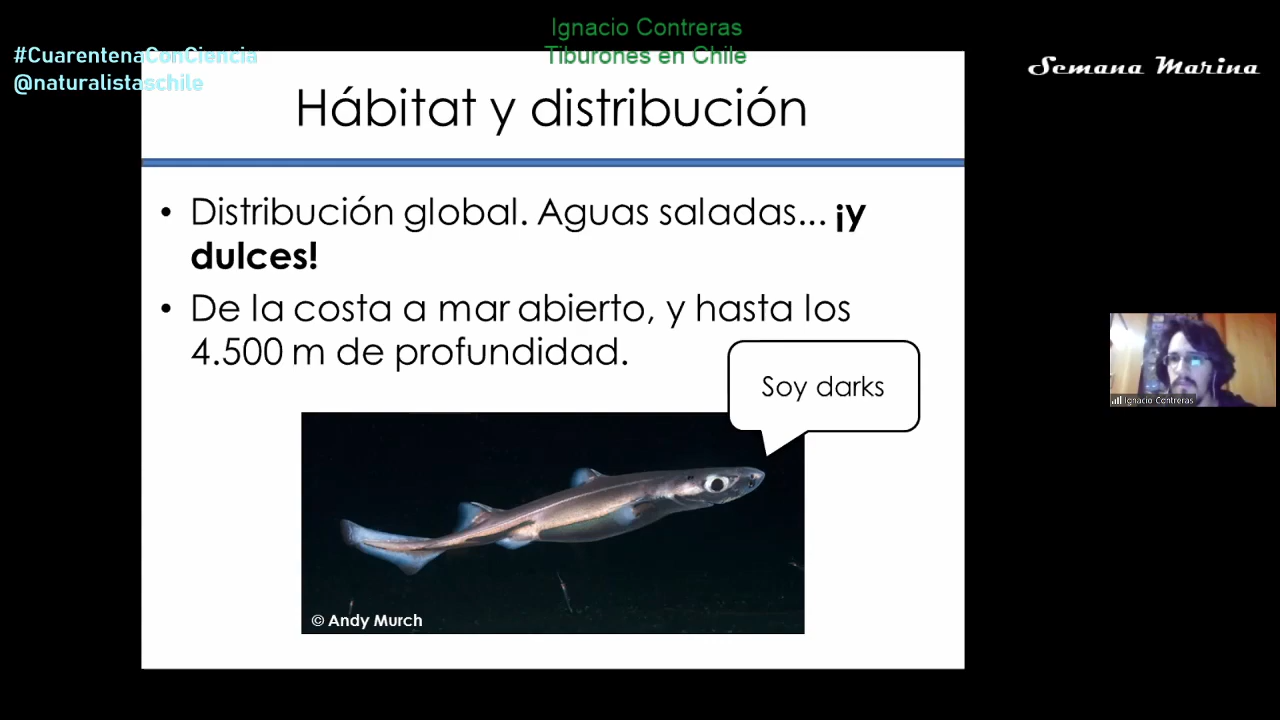 Ignacio Contreras
Tiburones en Chile
#CuarentenaConCiencia
@naturalistaschile
Semana Marina
Hábitat y distribución
• Distribución global. Aguas saladas... ¡y
dulces!
• De la costa a mar abierto, y hasta los
4.500 m de profundidad.
Soy darks
© Andy Murch
Ignacio Contreras